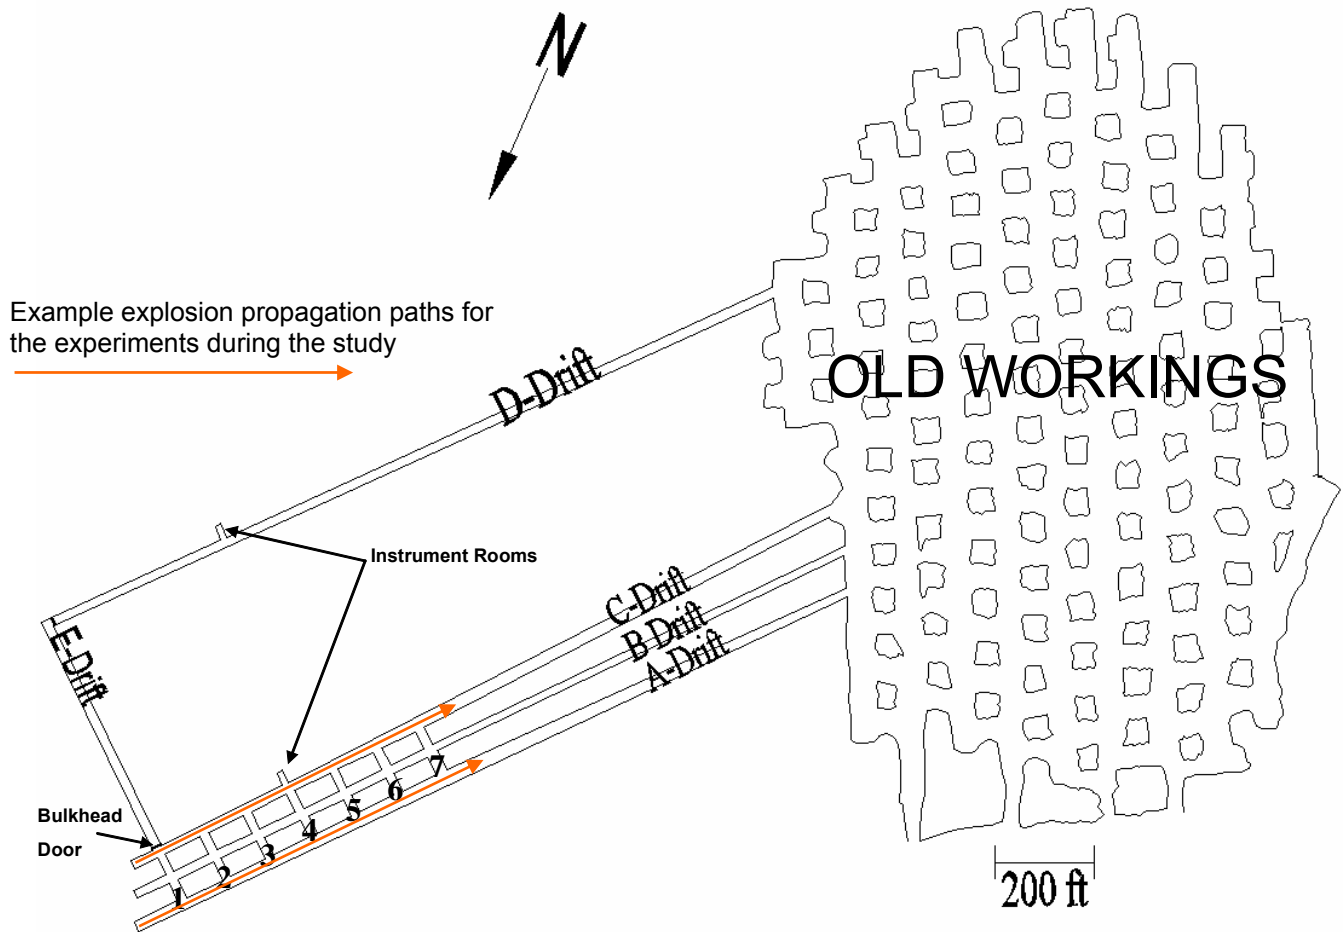 N
Example explosion propagation paths for
the experiments during the study
OLD WORKINGS
D-Drift
Instrument Rooms
C-Drift
B Drift
A-Drift
E-Drift
Bulkhead
Door
1
2
3
4
5
6
7
200 ft